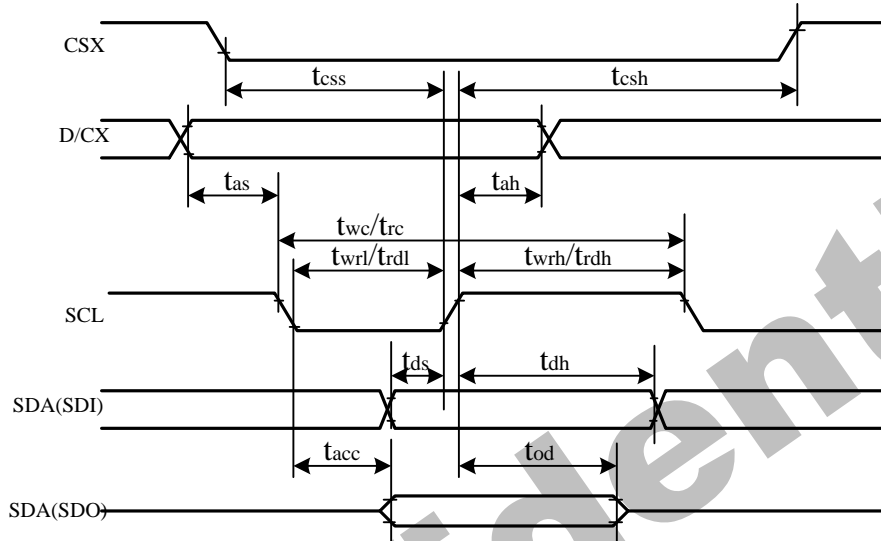 CSX
tcss
tcsh
D/CX
tas
tah
twc/trc
twrl/trdl
twrh/trdh
SCL
tds
tdh
SDA(SDI)
tacc
tod
SDA(SDO)
ident